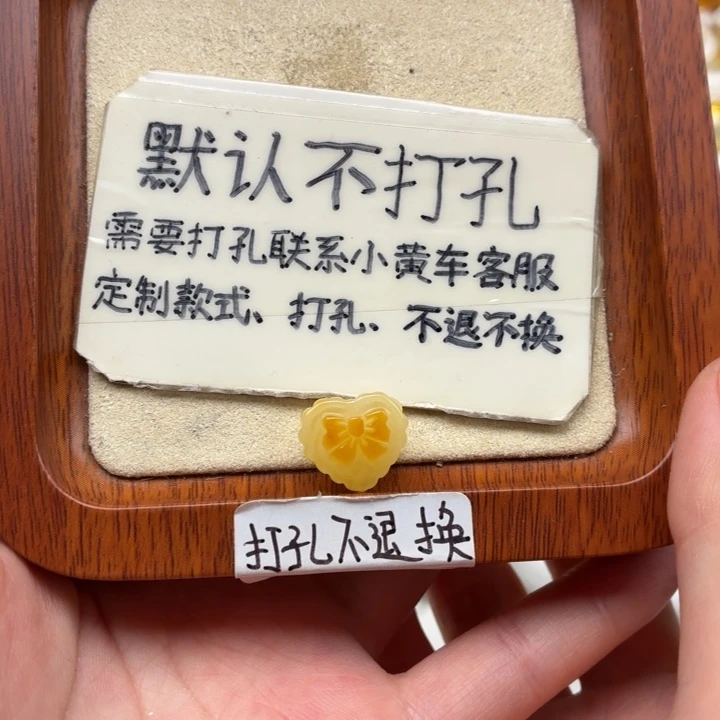 默认不打孔
需要打孔联系小黄车客服
定制款式、打孔、不退不换
打孔不退换